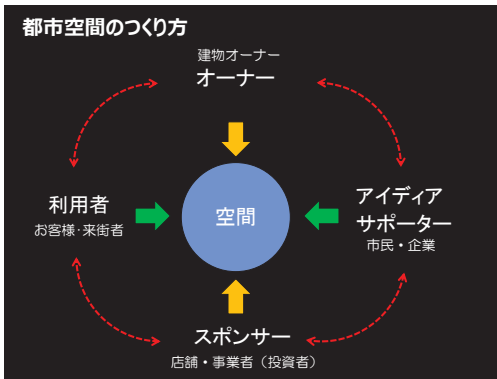 都市空間のつくり方
建物オーナー
オーナー
利用者
お客様・来街者
空間
アイディア
サポーター
市民・企業
スポンサー
店舗・事業者（投資者）